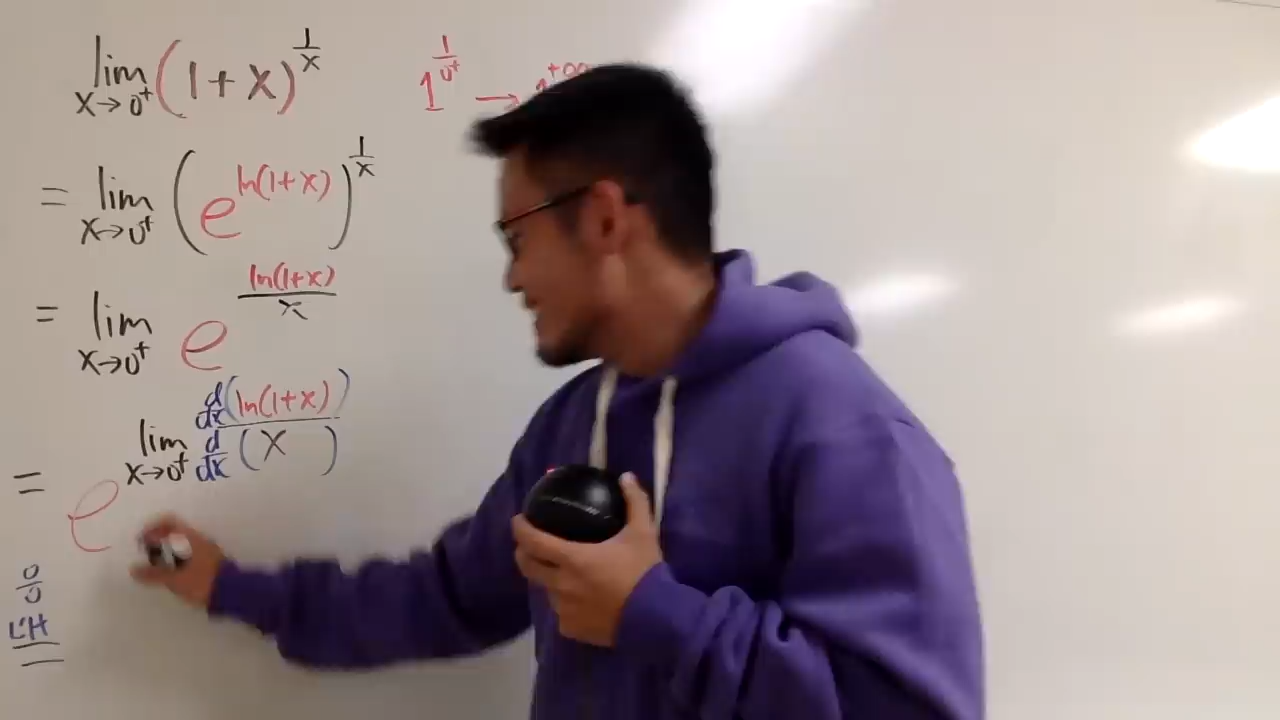 lim x→0⁺ (1+x)^(1/x) 1^(1/0⁺) →
= lim x→0⁺ (e^(ln(1+x)))^(1/x)
= lim x→0⁺ e^(ln(1+x)/x)
= e^(lim x→0⁺ d/dx(ln(1+x)) / d/dx(x))
0/0
L'H
=